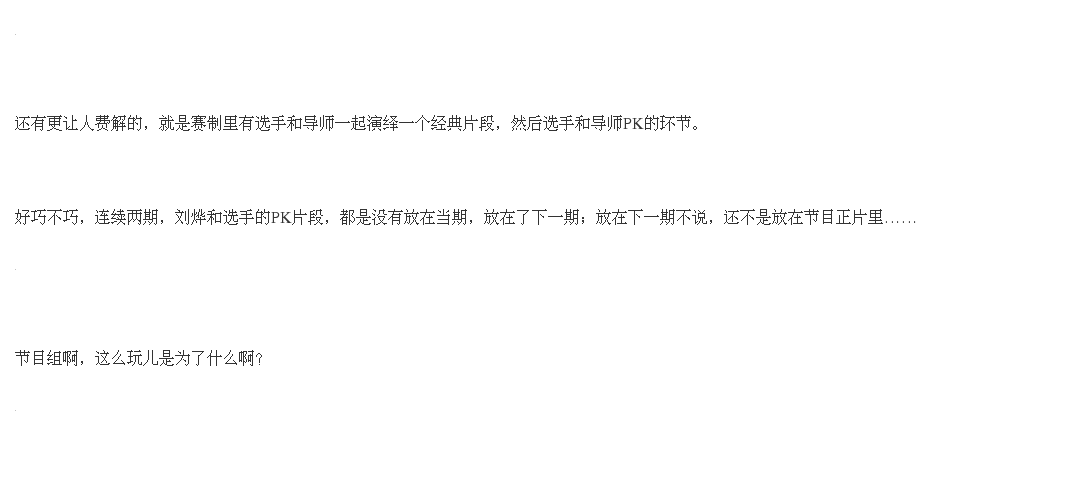 还有更让人费解的，就是赛制里有选手和导师一起演绎一个经典片段，然后选手和导师PK的环节。
好巧不巧，连续两期，刘烨和选手的PK片段，都是没有放在当期，放在了下一期；放在下一期不说，还不是放在节目正片里……
节目组啊，这么玩儿是为了什么啊？